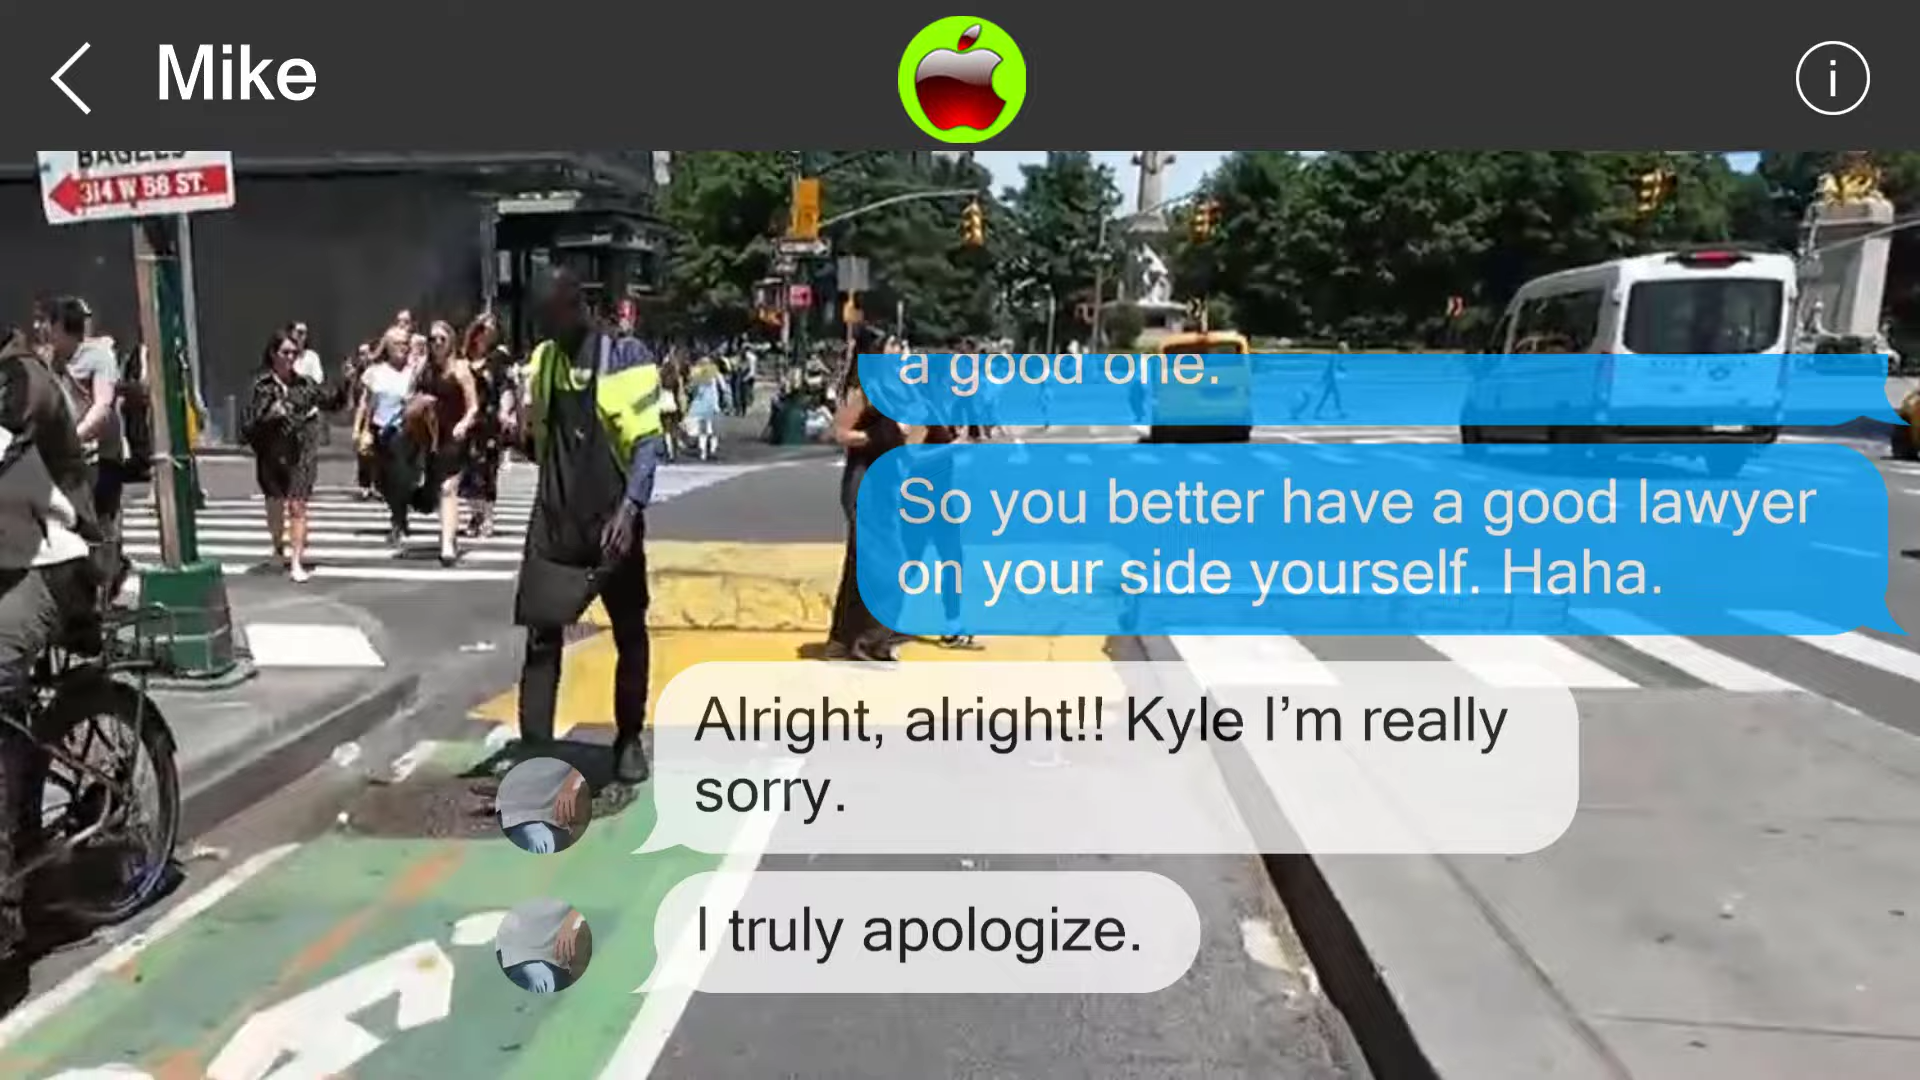 Mike
i
BAGELS
314 W 58 ST.
a good one.
So you better have a good lawyer
on your side yourself. Haha.
Alright, alright!! Kyle I’m really
sorry.
I truly apologize.